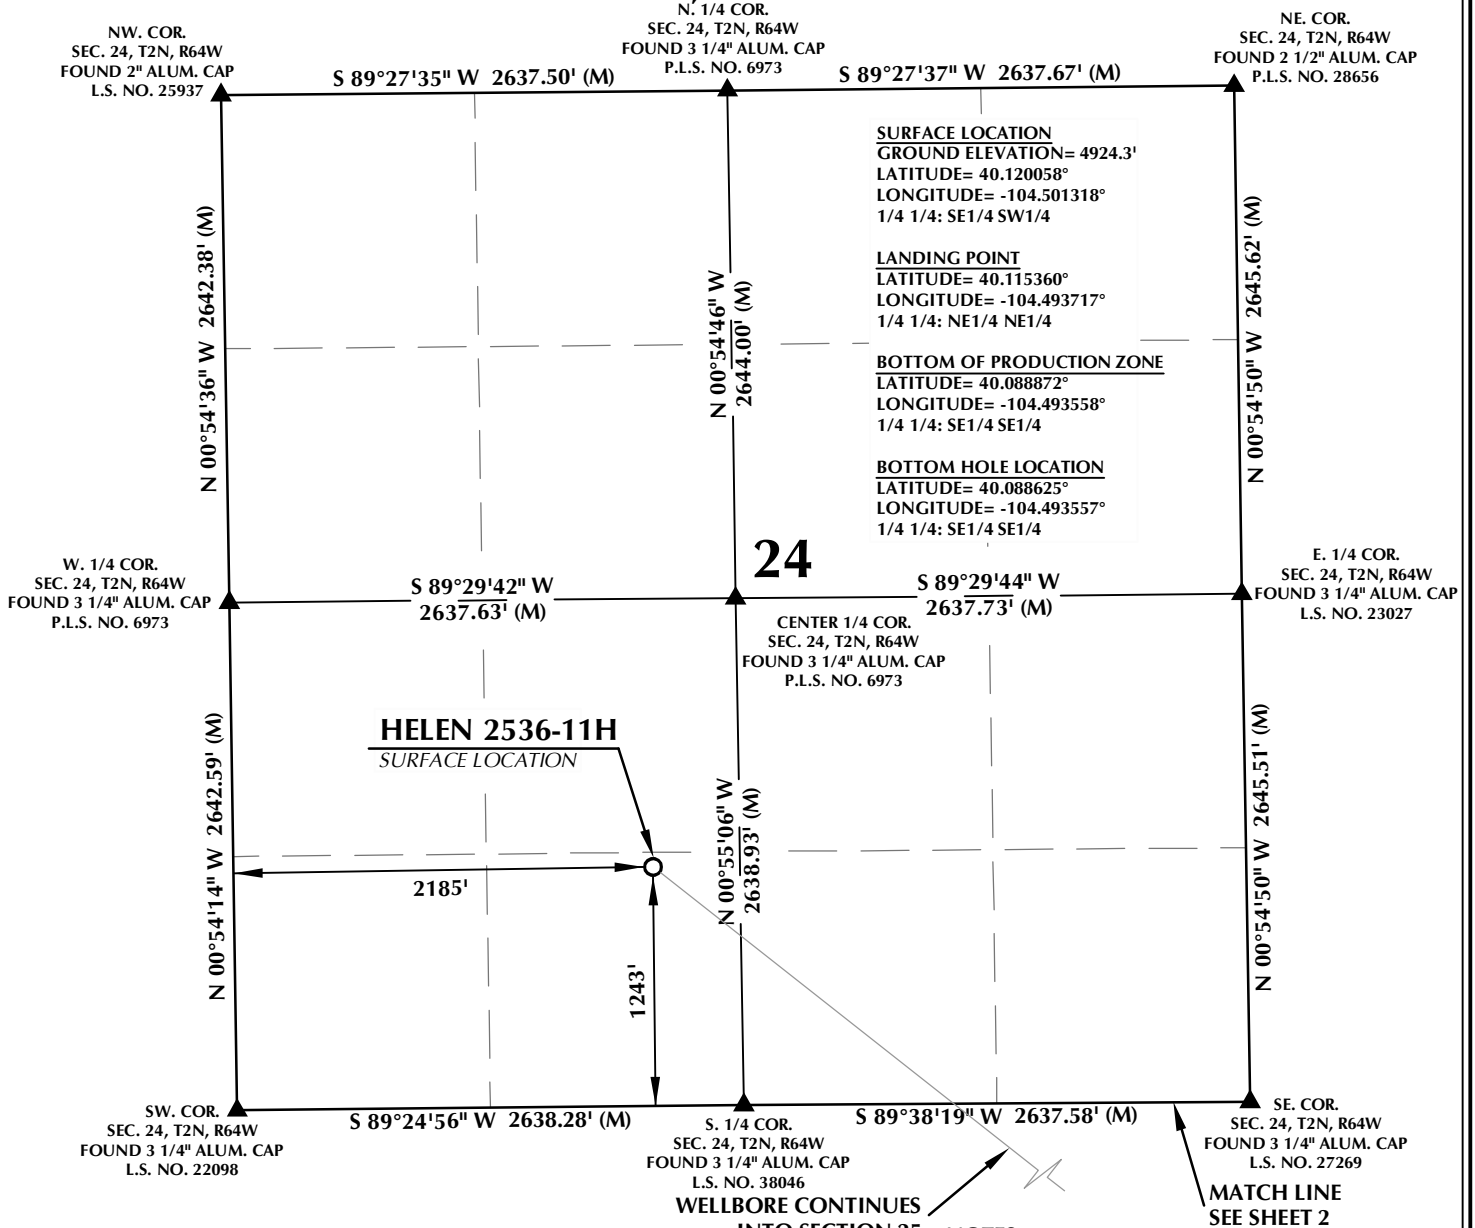 N. 1/4 COR.
SEC. 24, T2N, R64W
FOUND 3 1/4" ALUM. CAP
P.L.S. NO. 6973
NW. COR.
SEC. 24, T2N, R64W
FOUND 2" ALUM. CAP
L.S. NO. 25937
NE. COR.
SEC. 24, T2N, R64W
FOUND 2 1/2" ALUM. CAP
P.L.S. NO. 28656
S 89°27'35" W 2637.50' (M)
S 89°27'37" W 2637.67' (M)
SURFACE LOCATION
GROUND ELEVATION= 4924.3'
LATITUDE= 40.120058°
LONGITUDE= -104.501318°
1/4 1/4: SE1/4 SW1/4
LANDING POINT
LATITUDE= 40.115360°
LONGITUDE= -104.493717°
1/4 1/4: NE1/4 NE1/4
BOTTOM OF PRODUCTION ZONE
LATITUDE= 40.088872°
LONGITUDE= -104.493558°
1/4 1/4: SE1/4 SE1/4
BOTTOM HOLE LOCATION
LATITUDE= 40.088625°
LONGITUDE= -104.493557°
1/4 1/4: SE1/4 SE1/4
N 00°54'36" W 2642.38' (M)
N 00°54'46" W
2644.00' (M)
N 00°54'50" W 2645.62' (M)
24
W. 1/4 COR.
SEC. 24, T2N, R64W
FOUND 3 1/4" ALUM. CAP
P.L.S. NO. 6973
S 89°29'42" W
2637.63' (M)
S 89°29'44" W
2637.73' (M)
E. 1/4 COR.
SEC. 24, T2N, R64W
FOUND 3 1/4" ALUM. CAP
L.S. NO. 23027
CENTER 1/4 COR.
SEC. 24, T2N, R64W
FOUND 3 1/4" ALUM. CAP
P.L.S. NO. 6973
HELEN 2536-11H
SURFACE LOCATION
N 00°54'14" W 2642.59' (M)
N 00°55'06" W
2638.93' (M)
N 00°54'50" W 2645.51' (M)
2185'
1243'
SW. COR.
SEC. 24, T2N, R64W
FOUND 3 1/4" ALUM. CAP
L.S. NO. 22098
S 89°24'56" W 2638.28' (M)
S 89°38'19" W 2637.58' (M)
S. 1/4 COR.
SEC. 24, T2N, R64W
FOUND 3 1/4" ALUM. CAP
L.S. NO. 38046
SE. COR.
SEC. 24, T2N, R64W
FOUND 3 1/4" ALUM. CAP
L.S. NO. 27269
WELLBORE CONTINUES
INTO SECTION 25
MATCH LINE
SEE SHEET 2